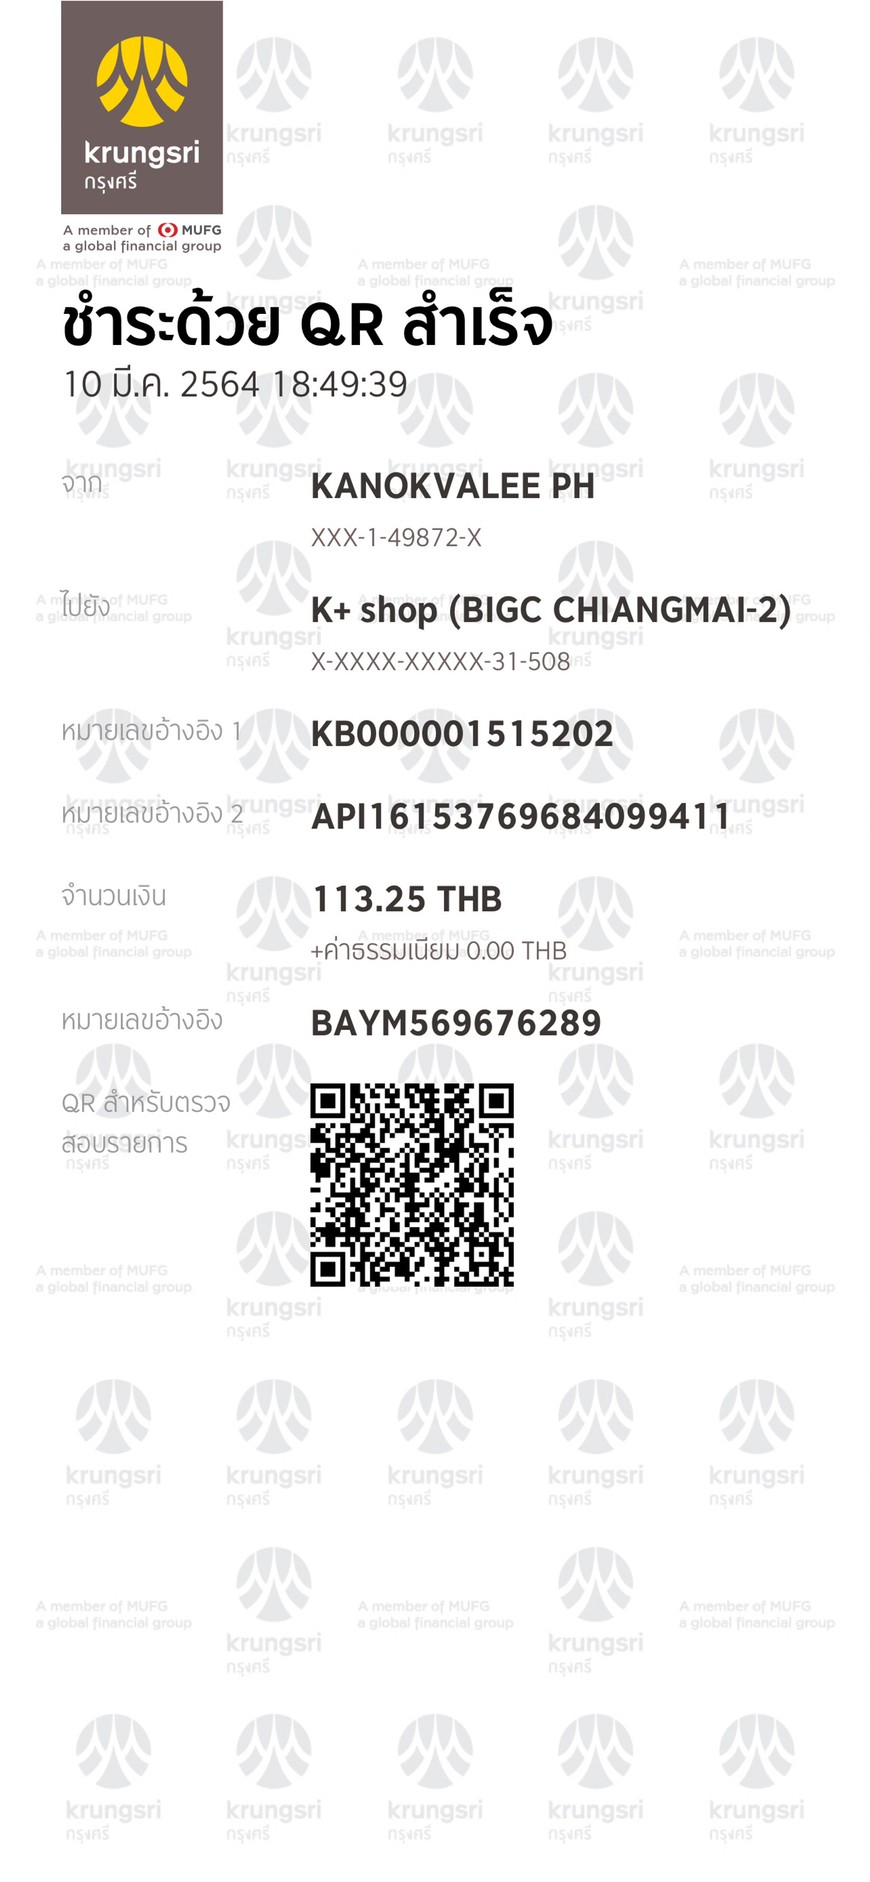 krungsri
กรุงศรี
A member of MUFG
a global financial group
ชำระด้วย QR สำเร็จ
10 มี.ค. 2564 18:49:39
จาก KANOKVALEE PH
XXX-1-49872-X
ไปยัง K+ shop (BIGC CHIANGMAI-2)
X-XXXX-XXXXX-31-508
หมายเลขอ้างอิง 1 KB000001515202
หมายเลขอ้างอิง 2 API1615376968409941​1
จำนวนเงิน 113.25 THB
+ค่าธรรมเนียม 0.00 THB
หมายเลขอ้างอิง BAYM569676289
QR สำหรับตรวจ
สอบรายการ